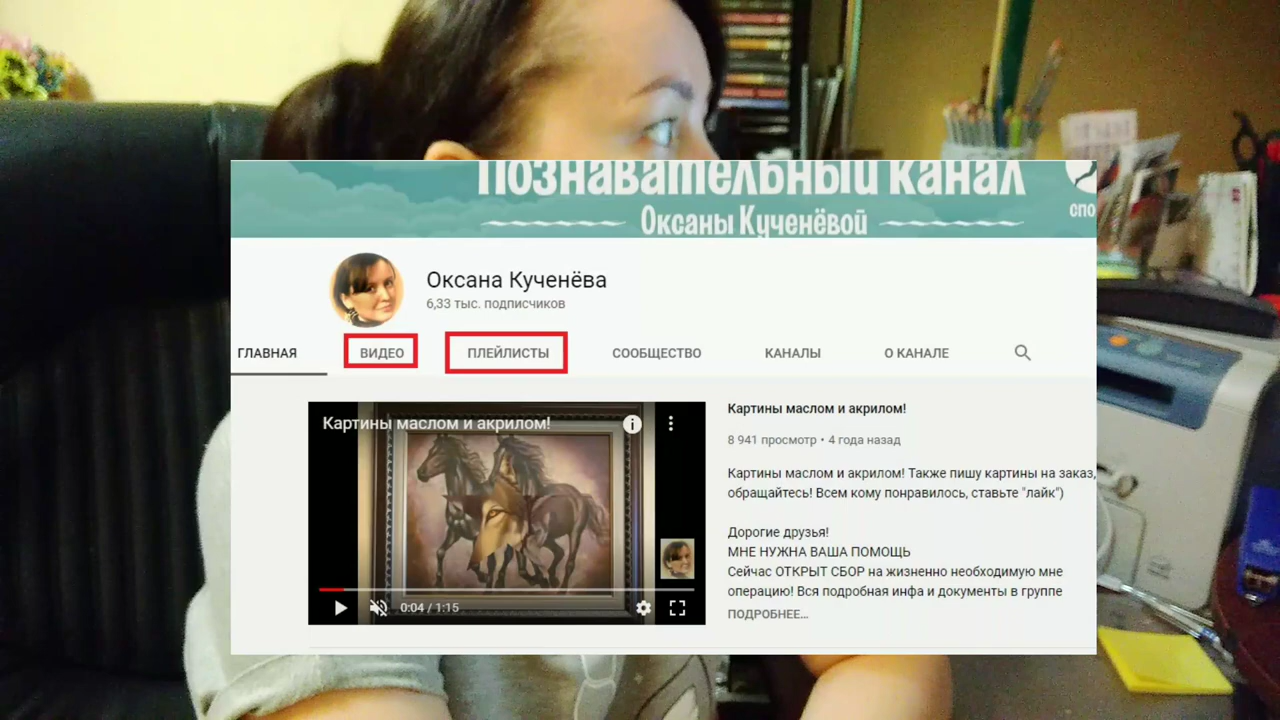 Познавательный канал
Оксаны Кученёвой
спо
Оксана Кученёва
6,33 тыс. подписчиков
ГЛАВНАЯ
ВИДЕО
ПЛЕЙЛИСТЫ
СООБЩЕСТВО
КАНАЛЫ
О КАНАЛЕ
Картины маслом и акрилом!
0:04 / 1:15
Картины маслом и акрилом!
8 941 просмотр • 4 года назад
Картины маслом и акрилом! Также пишу картины на заказ,
обращайтесь! Всем кому понравилось, ставьте "лайк")
Дорогие друзья!
МНЕ НУЖНА ВАША ПОМОЩЬ
Сейчас ОТКРЫТ СБОР на жизненно необходимую мне
операцию! Вся подробная инфа и документы в группе
ПОДРОБНЕЕ...